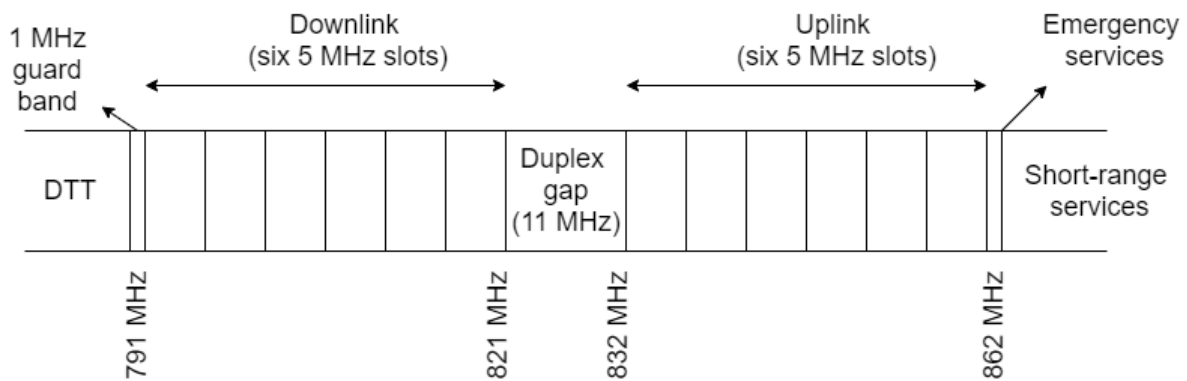 1 MHz
guard
band
Downlink
(six 5 MHz slots)
Uplink
(six 5 MHz slots)
Emergency
services
DTT
Duplex
gap
(11 MHz)
Short-range
services
791 MHz
821 MHz
832 MHz
862 MHz